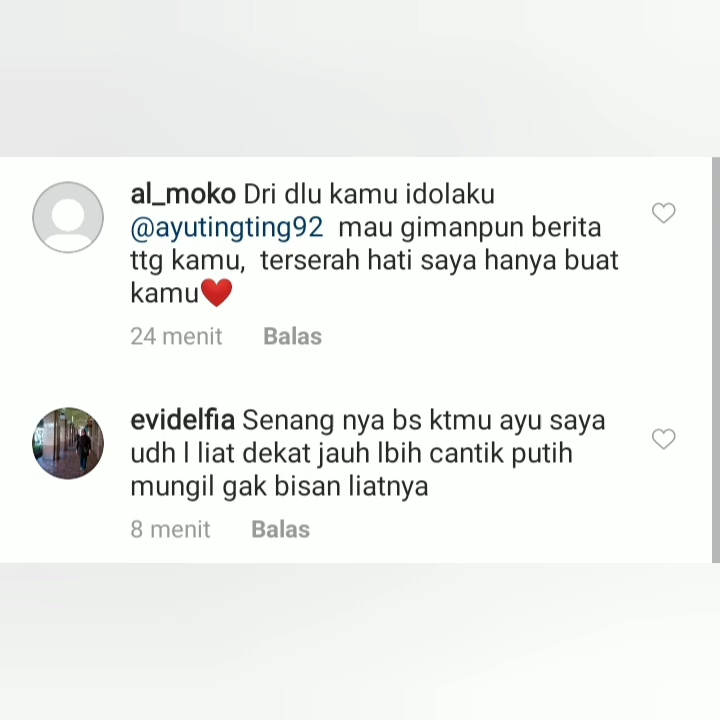 al_moko Dri dlu kamu idolaku
@ayutingting92 mau gimanpun berita
ttg kamu, terserah hati saya hanya buat
kamu❤️
24 menit Balas
evidelfia Senang nya bs ktmu ayu saya
udh l liat dekat jauh lbih cantik putih
mungil gak bisan liatnya
8 menit Balas